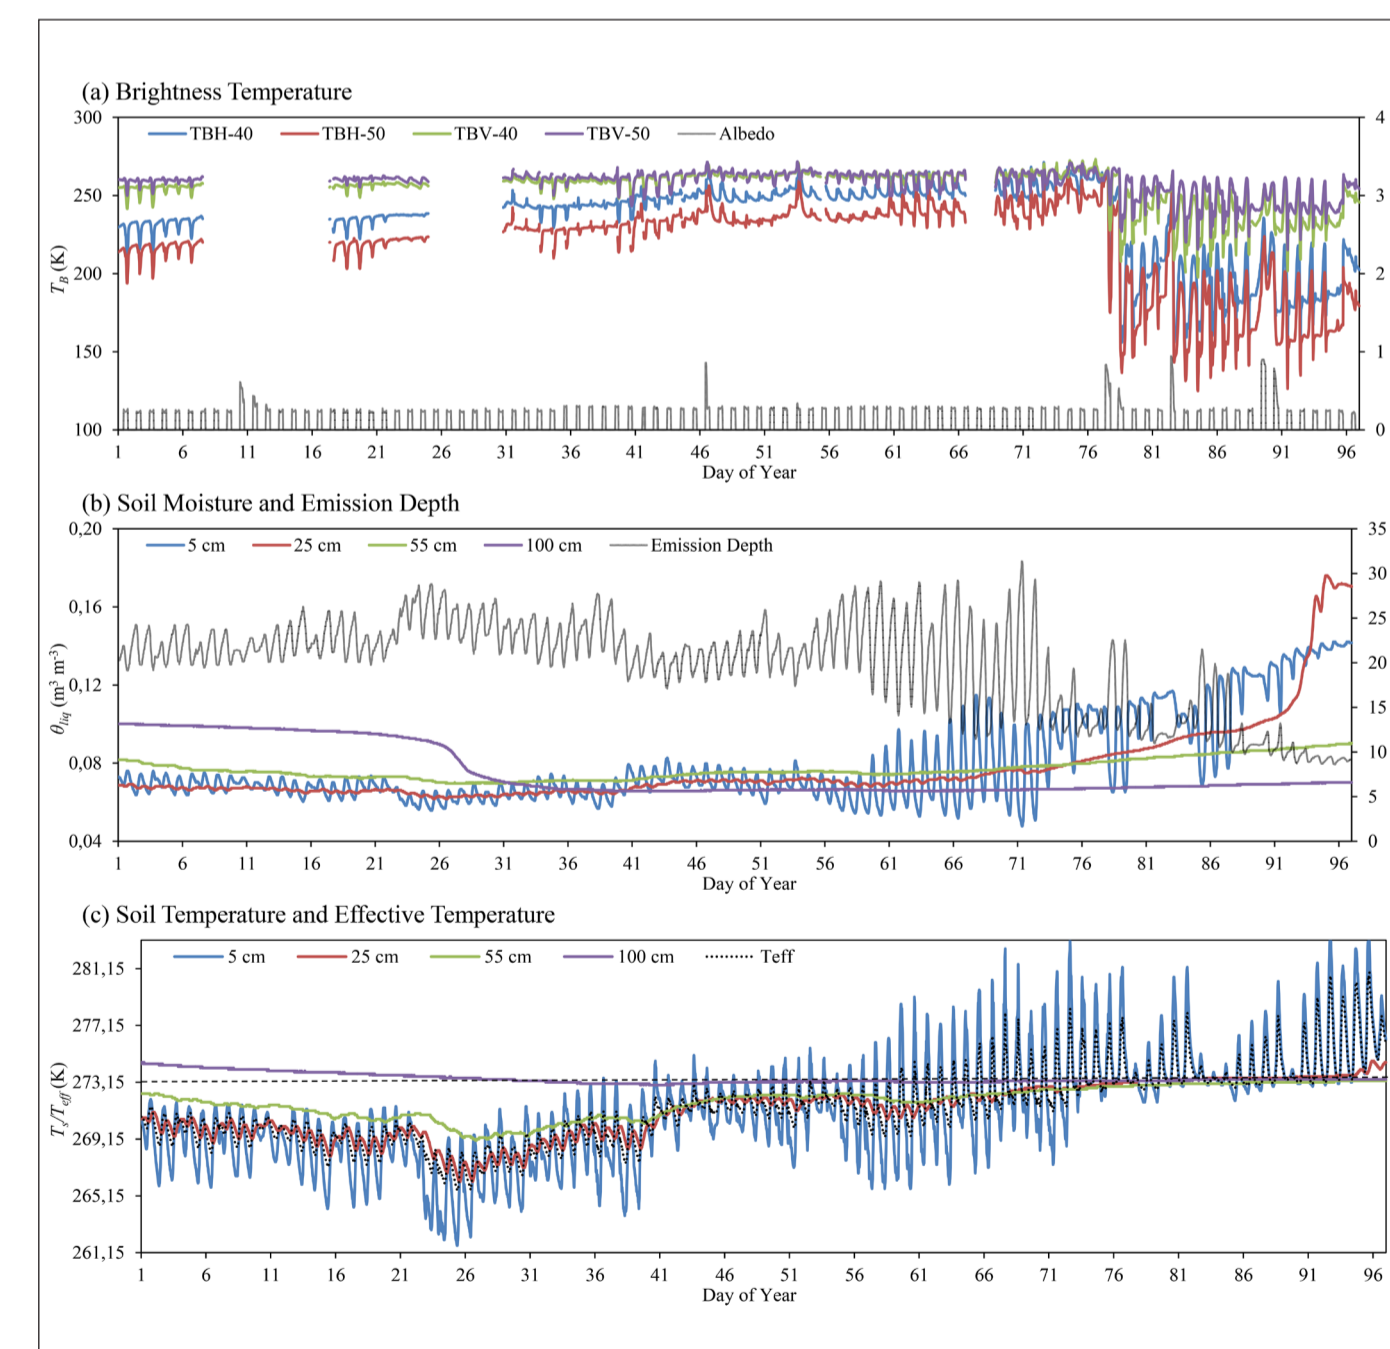 (a) Brightness Temperature
300 4
TBH-40 TBH-50 TBV-40 TBV-50 Albedo
250 3
200 2
150 1
100 0
T_B (K)
1 6 11 16 21 26 31 36 41 46 51 56 61 66 71 76 81 86 91 96
Day of Year
(b) Soil Moisture and Emission Depth
0,20 35
5 cm 25 cm 55 cm 100 cm Emission Depth
30
0,16
25
20
0,12
15
10
0,08
5
0,04 0
θ_liq (m³ m⁻³)
1 6 11 16 21 26 31 36 41 46 51 56 61 66 71 76 81 86 91 96
Day of Year
(c) Soil Temperature and Effective Temperature
5 cm 25 cm 55 cm 100 cm Teff
281,15
277,15
273,15
269,15
265,15
261,15
T_s/T_eff (K)
1 6 11 16 21 26 31 36 41 46 51 56 61 66 71 76 81 86 91 96
Day of Year